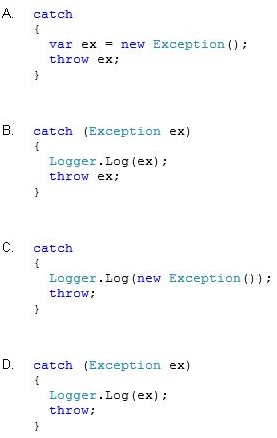 A. catch
{
var ex = new Exception();
throw ex;
}
B. catch (Exception ex)
{
Logger.Log(ex);
throw ex;
}
C. catch
{
Logger.Log(new Exception());
throw;
}
D. catch (Exception ex)
{
Logger.Log(ex);
throw;
}